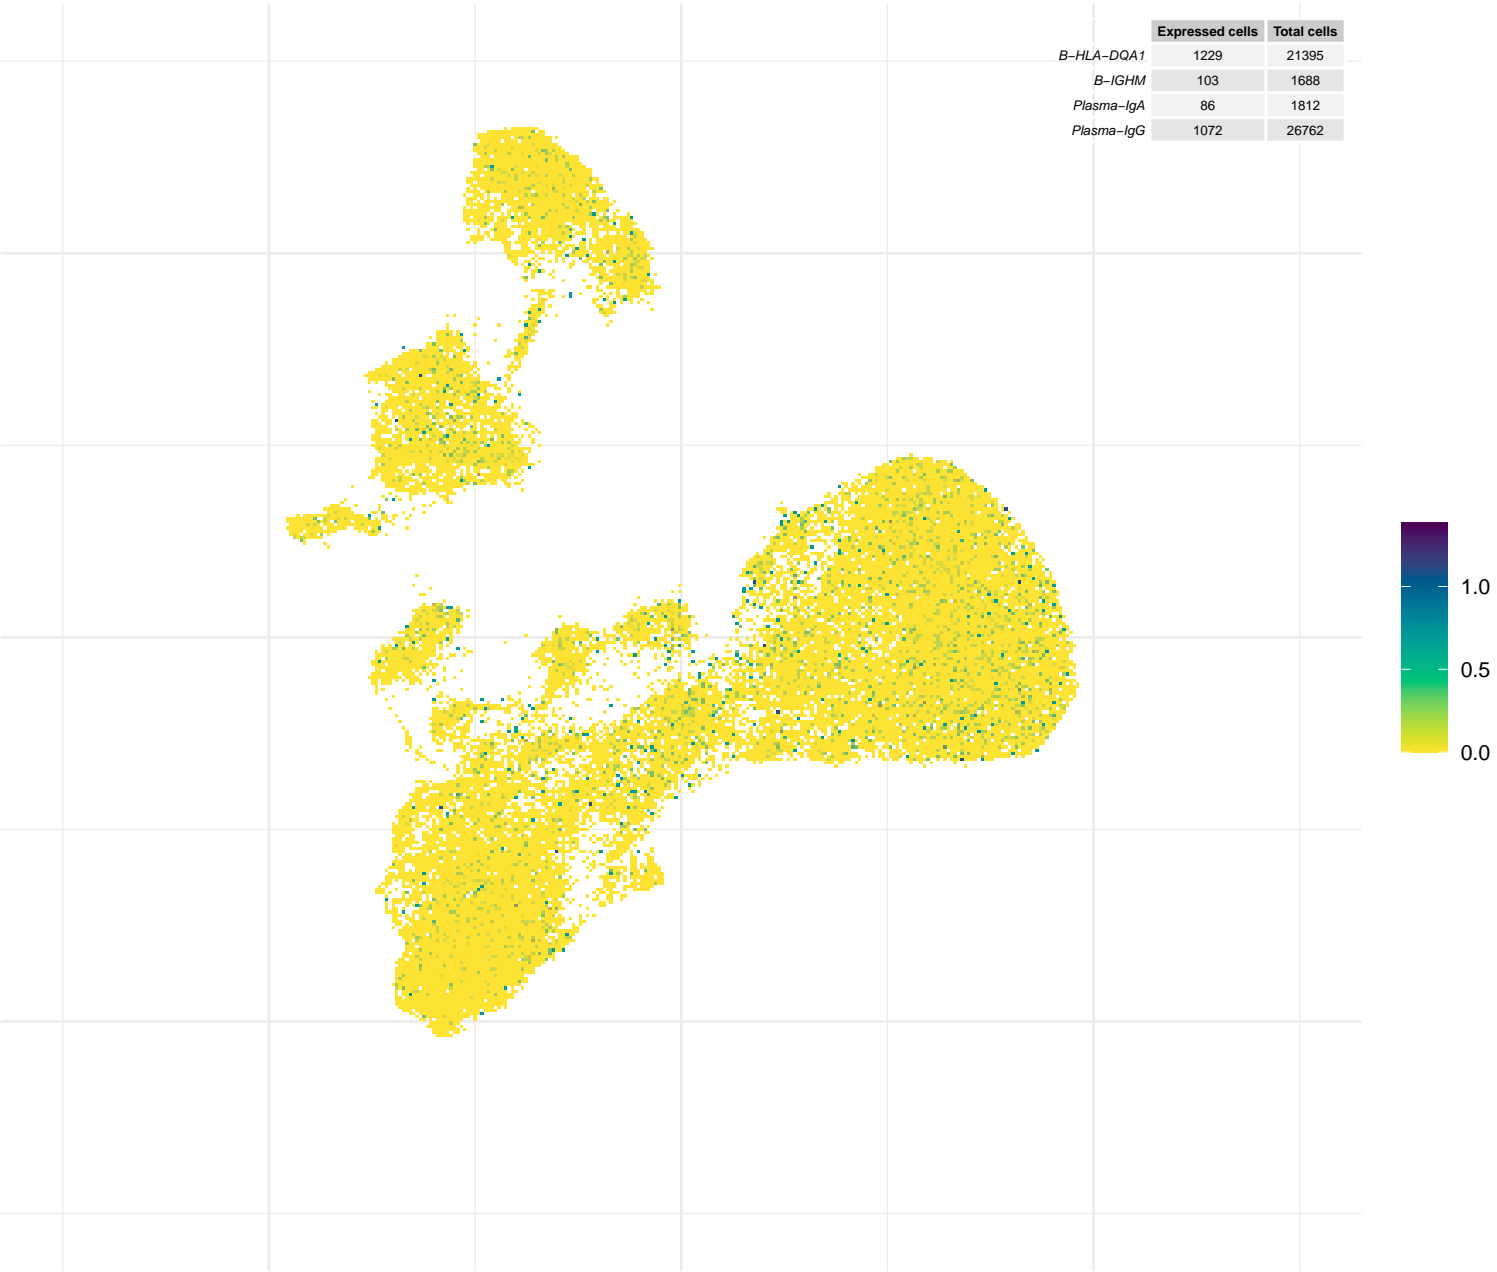 Expressed cells Total cells
B−HLA−DQA1 1229 21395
B−IGHM 103 1688
Plasma−IgA 86 1812
Plasma−IgG 1072 26762
1.0
0.5
0.0